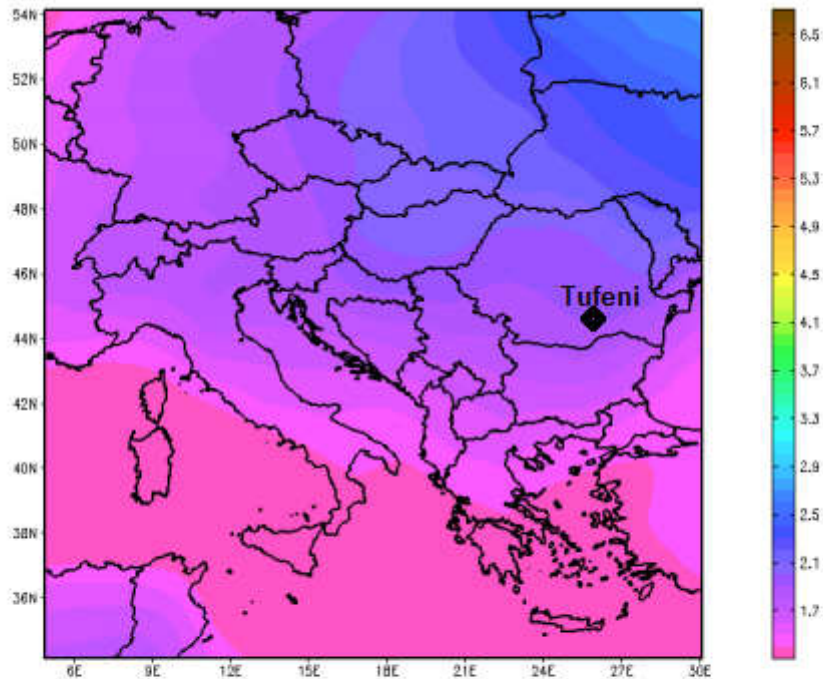 54N
52N
50N
48N
46N
44N
42N
40N
38N
36N
6E
9E
12E
15E
18E
21E
24E
27E
30E
Tufeni
6.5
6.1
5.7
5.3
4.9
4.5
4.1
3.7
3.3
2.9
2.5
2.1
1.7